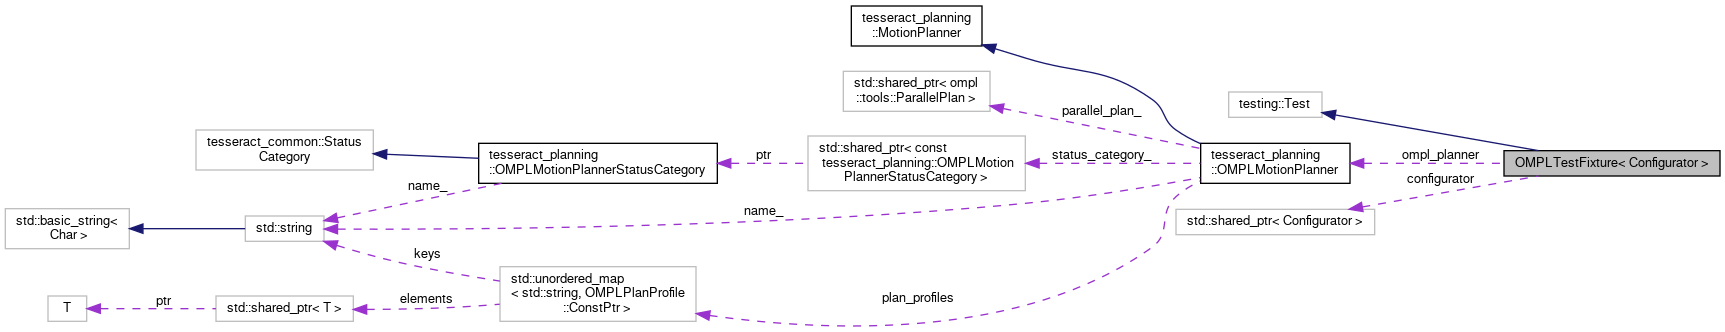 tesseract_planning
::MotionPlanner
std::shared_ptr< ompl
::tools::ParallelPlan >
parallel_plan_
testing::Test
tesseract_common::Status
Category
tesseract_planning
::OMPLMotionPlannerStatusCategory
ptr
std::shared_ptr< const
tesseract_planning::OMPLMotion
PlannerStatusCategory >
status_category_
tesseract_planning
::OMPLMotionPlanner
ompl_planner
OMPLTestFixture< Configurator >
configurator
name_
name_
std::basic_string<
Char >
std::string
std::shared_ptr< Configurator >
keys
std::unordered_map
< std::string, OMPLPlanProfile
::ConstPtr >
plan_profiles
T
ptr
std::shared_ptr< T >
elements